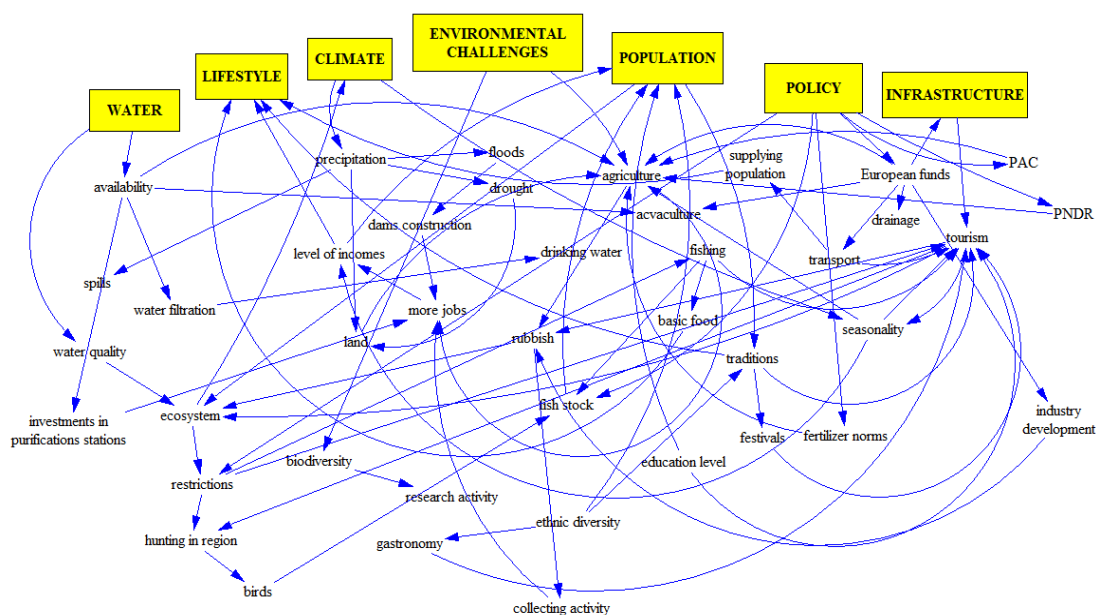 ENVIRONMENTAL
CHALLENGES
CLIMATE
POPULATION
LIFESTYLE
POLICY
INFRASTRUCTURE
WATER
floods
precipitation
supplying
population
PAC
European funds
agriculture
availability
drought
acvaculture
PNDR
drainage
dams construction
tourism
level of incomes
drinking water
fishing
transport
spills
water filtration
more jobs
basic food
seasonality
land
rubbish
water quality
traditions
investments in
purifications stations
ecosystem
fish stock
industry
development
festivals
fertilizer norms
biodiversity
education level
restrictions
research activity
ethnic diversity
hunting in region
gastronomy
birds
collecting activity